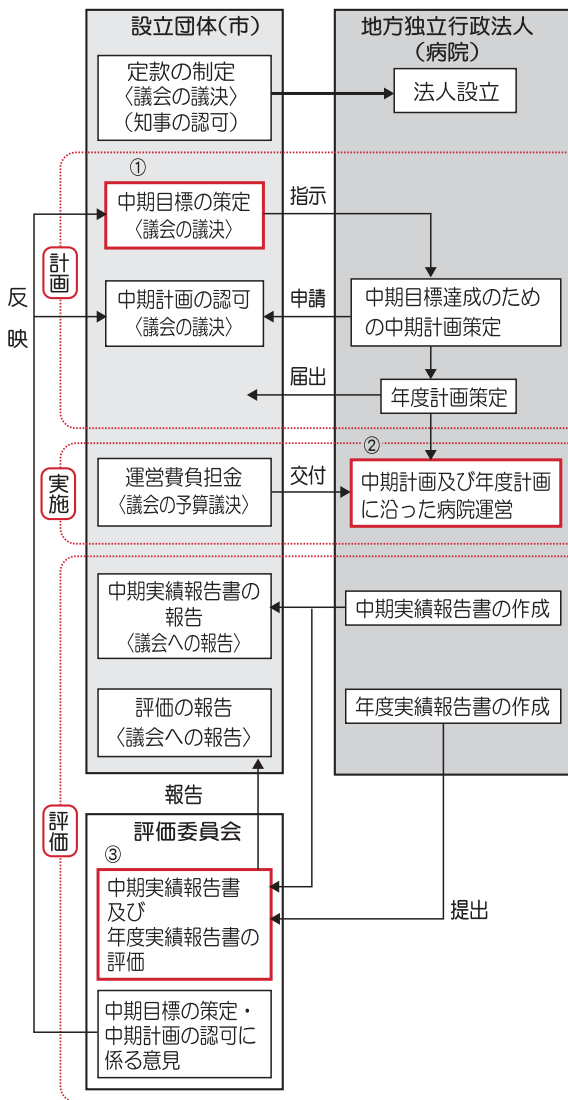 設立団体(市)
地方独立行政法人
(病院)
定款の制定
〈議会の議決〉
(知事の認可)
法人設立
①
中期目標の策定
〈議会の議決〉
指示
計画
反映
中期計画の認可
〈議会の議決〉
申請
中期目標達成のため
の中期計画策定
届出
年度計画策定
②
実施
運営費負担金
〈議会の予算議決〉
交付
中期計画及び年度計画
に沿った病院運営
中期実績報告書の
報告
〈議会への報告〉
中期実績報告書の作成
評価の報告
〈議会への報告〉
年度実績報告書の作成
報告
評価
評価委員会
③
中期実績報告書
及び
年度実績報告書の
評価
提出
中期目標の策定・
中期計画の認可に
係る意見